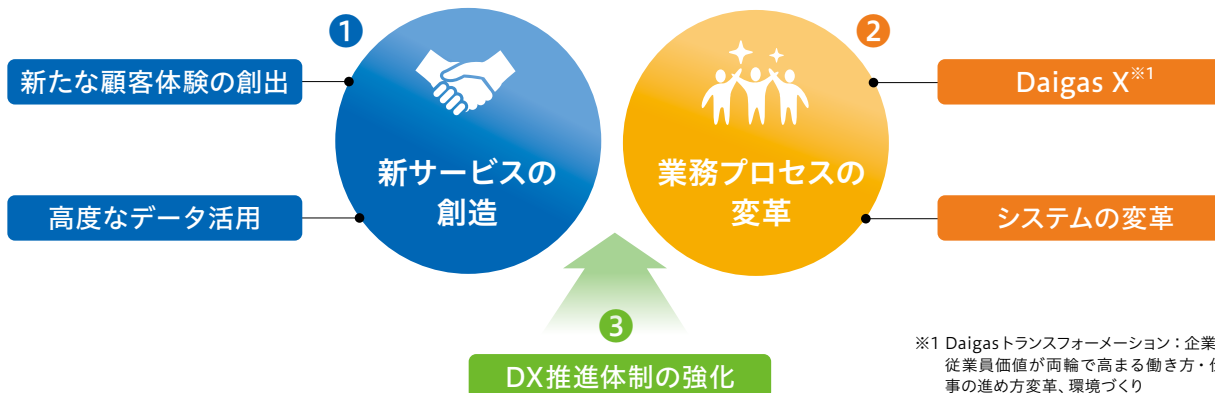 ❶
新たな顧客体験の創出
高度なデータ活用
新サービスの
創造
❷
業務プロセスの
変革
Daigas X※1
システムの変革
❸
DX推進体制の強化
※1 Daigasトランスフォーメーション：企業
従業員価値が両輪で高まる働き方・仕
事の進め方変革、環境づくり